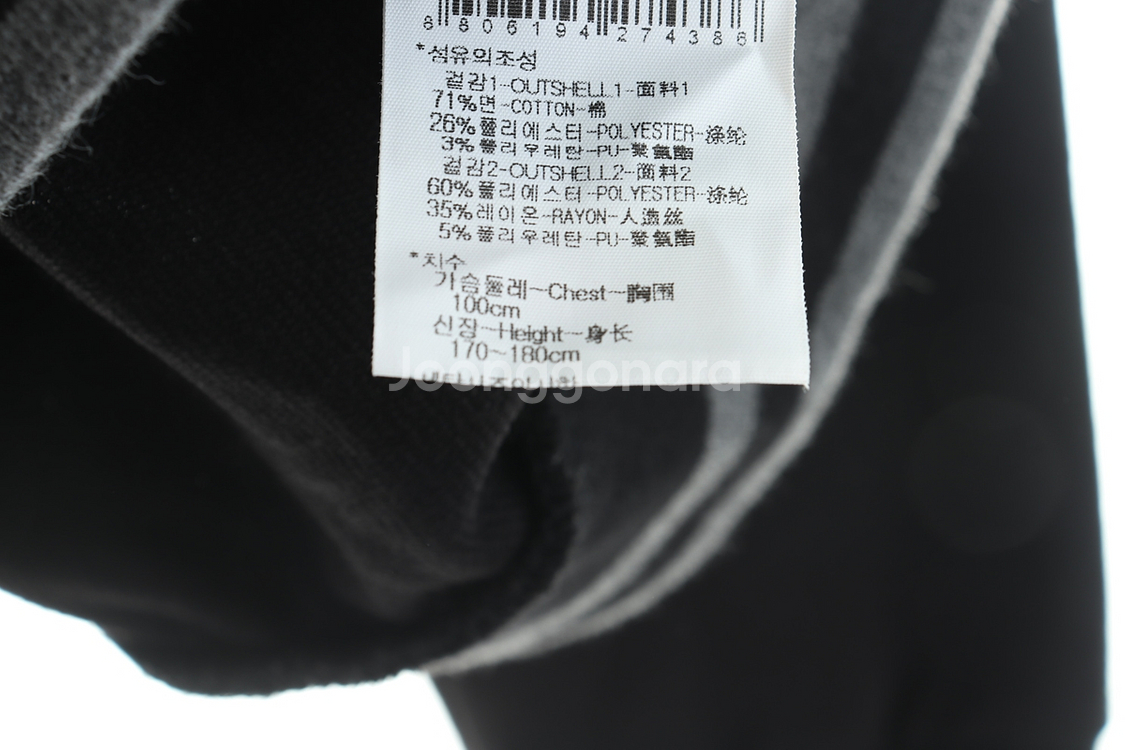 8 806194 274386
*섬유의조성
겉감1-OUTSHELL1-面料1
71%면-COTTON-棉
26%폴리에스터-POLYESTER-涤纶
3%폴리우레탄-PU-聚氨酯
겉감2-OUTSHELL2-面料2
60%폴리에스터-POLYESTER-涤纶
35%레이온-RAYON-人造丝
5%폴리우레탄-PU-聚氨酯
*치수
가슴둘레-Chest-胸围
100cm
신장-Height-身长
170~180cm
Joonggonara